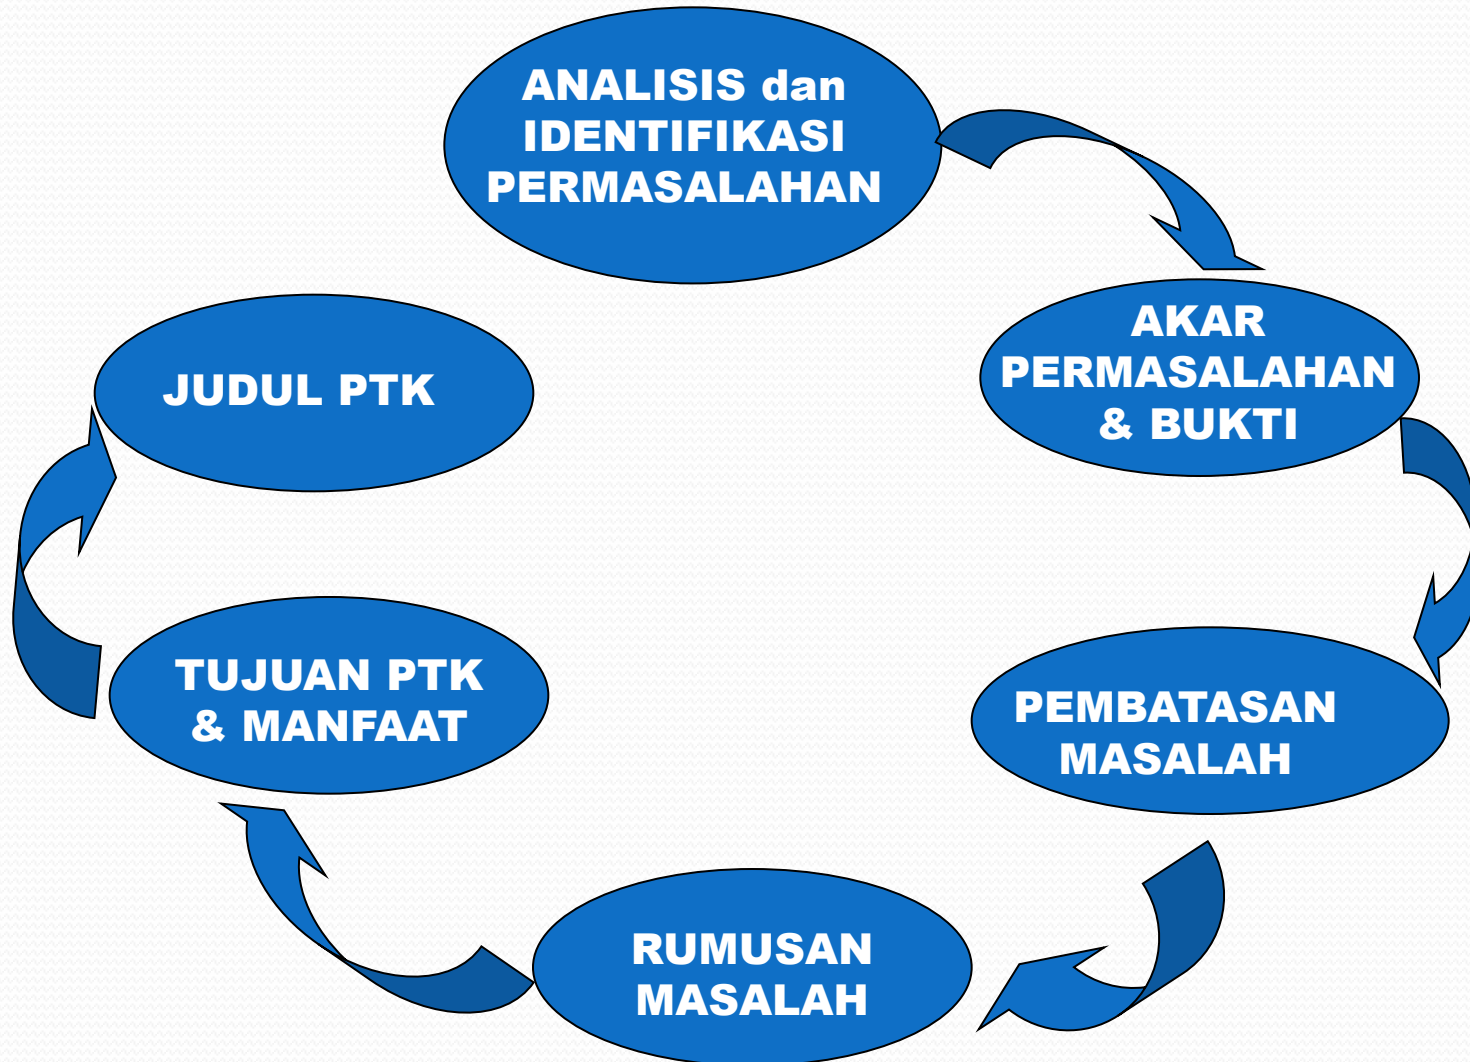 ANALISIS dan
IDENTIFIKASI
PERMASALAHAN
AKAR
PERMASALAHAN
& BUKTI
PEMBATASAN
MASALAH
RUMUSAN
MASALAH
TUJUAN PTK
& MANFAAT
JUDUL PTK